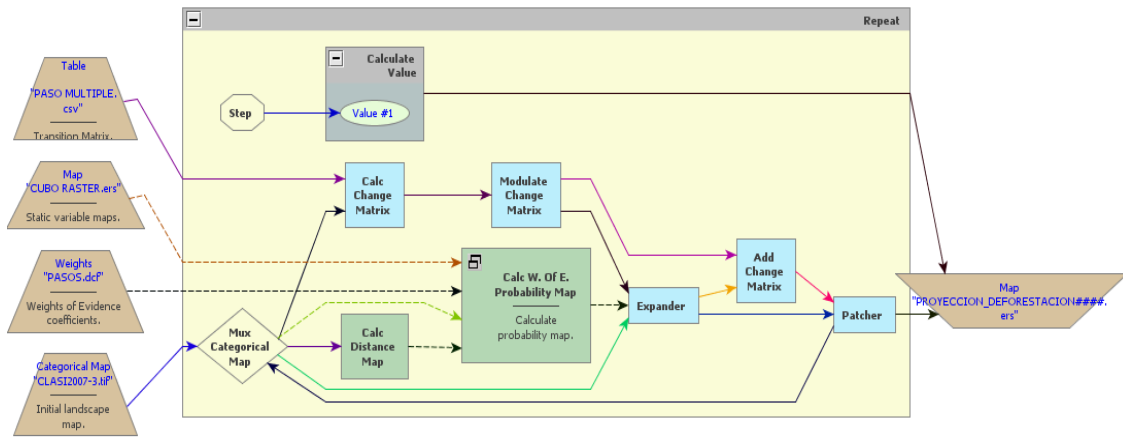 Repeat
Calculate
Value
Step
Value #1
Table
"PASO MULTIPLE.
csv"
Transition Matrix.
Map
"CUBO RASTER.ers"
Static variable maps.
Weights
"PASOS.dcf"
Weights of Evidence
coefficients.
Categorical Map
"CLASI2007-3.tif"
Initial landscape
map.
Mux
Categorical
Map
Calc
Change
Matrix
Modulate
Change
Matrix
Calc W. Of E.
Probability Map
Calculate
probability map.
Calc
Distance
Map
Expander
Add
Change
Matrix
Patcher
Map
"PROYECCION_DEFORESTACION####.
ers"